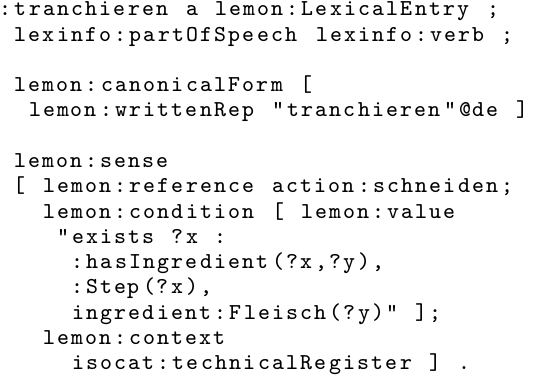 :tranchieren a lemon:LexicalEntry ;
lexinfo:partOfSpeech lexinfo:verb ;
lemon:canonicalForm [
lemon:writtenRep "tranchieren"@de ]
lemon:sense
[ lemon:reference action:schneiden;
lemon:condition [ lemon:value
"exists ?x :
:hasIngredient(?x,?y),
:Step(?x),
ingredient:Fleisch(?y)" ];
lemon:context
isocat:technicalRegister ] .